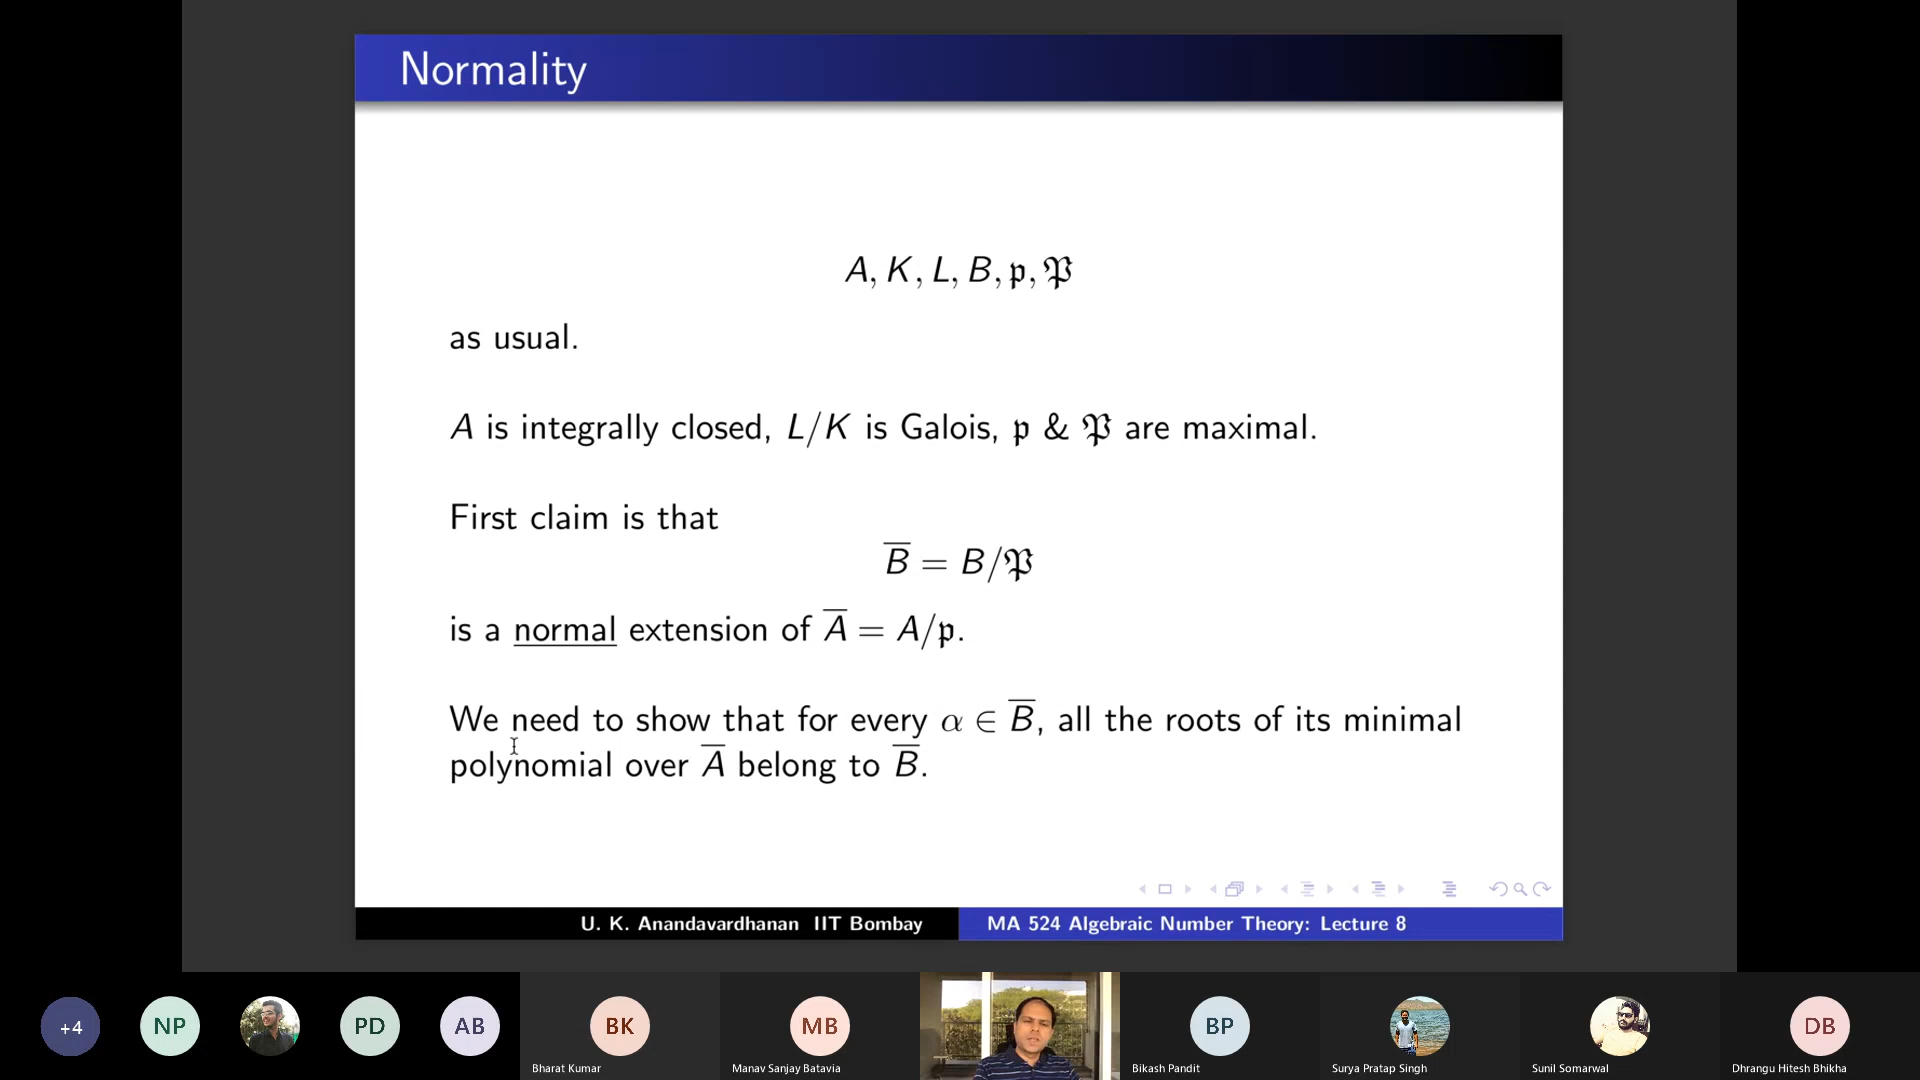 Normality
A, K, L, B, 𝔭, 𝔓
as usual.
A is integrally closed, L/K is Galois, 𝔭 & 𝔓 are maximal.
First claim is that
B̅ = B/𝔓
is a normal extension of A̅ = A/𝔭.
We need to show that for every α ∈ B̅, all the roots of its minimal
polynomial over A̅ belong to B̅.
U. K. Anandavardhanan IIT Bombay
MA 524 Algebraic Number Theory: Lecture 8
+4
NP
PD
AB
BK
MB
BP
DB
Bharat Kumar
Manav Sanjay Batavia
Bikash Pandit
Surya Pratap Singh
Sunil Somarwal
Dhrangu Hitesh Bhikha